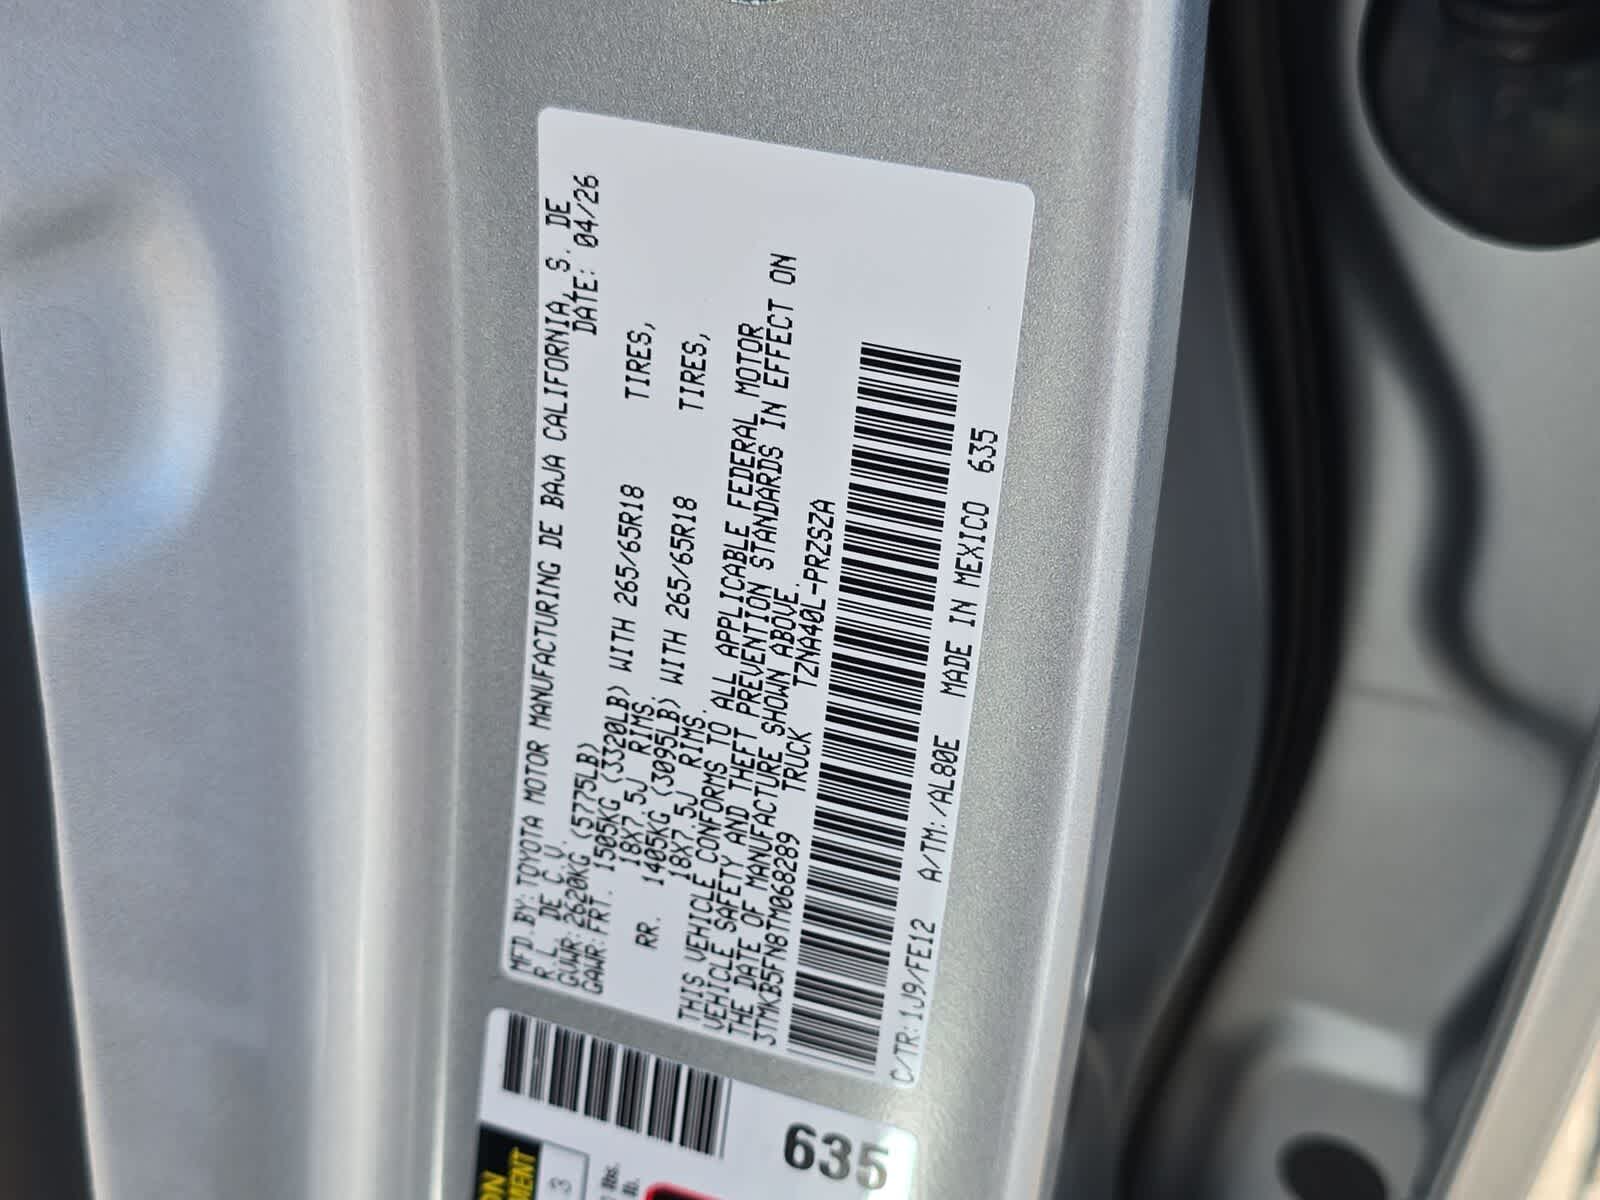 MFD.BY:TOYOTA MOTOR MANUFACTURING DE BAJA CALIFORNIA,S. DE
R.L. DE C.V. DATE: 04/26
GVWR:2620KG (5775LB)
GAWR:FRT. 1505KG (3320LB) WITH 265/65R18 TIRES,
18X7.5J RIMS.
RR. 1405KG (3095LB) WITH 265/65R18 TIRES,
18X7.5J RIMS.
THIS VEHICLE CONFORMS TO ALL APPLICABLE FEDERAL MOTOR
VEHICLE SAFETY AND THEFT PREVENTION STANDARDS IN EFFECT ON
THE DATE OF MANUFACTURE SHOWN ABOVE.
3TMKB5FN8TM068289 TRUCK TZNA40L-PRZSZA
C/TR:1J9/FE12 A/TM:/AL80E MADE IN MEXICO 635
635
3
lbs.
lb.